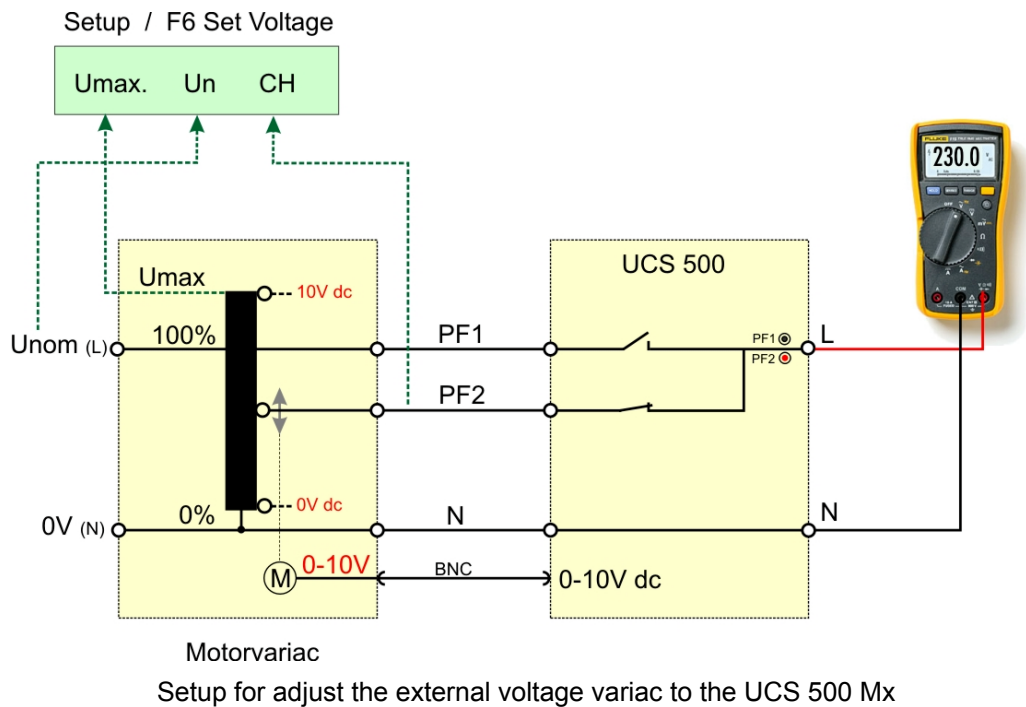 Setup / F6 Set Voltage
Umax. Un CH
FLUKE
230.0
UCS 500
Umax
10V dc
Unom (L) 100% PF1 PF1 L
PF2
PF2
0V dc
0V (N) 0% N N
COM
M 0-10V BNC 0-10V dc
Motorvariac
Setup for adjust the external voltage variac to the UCS 500 Mx